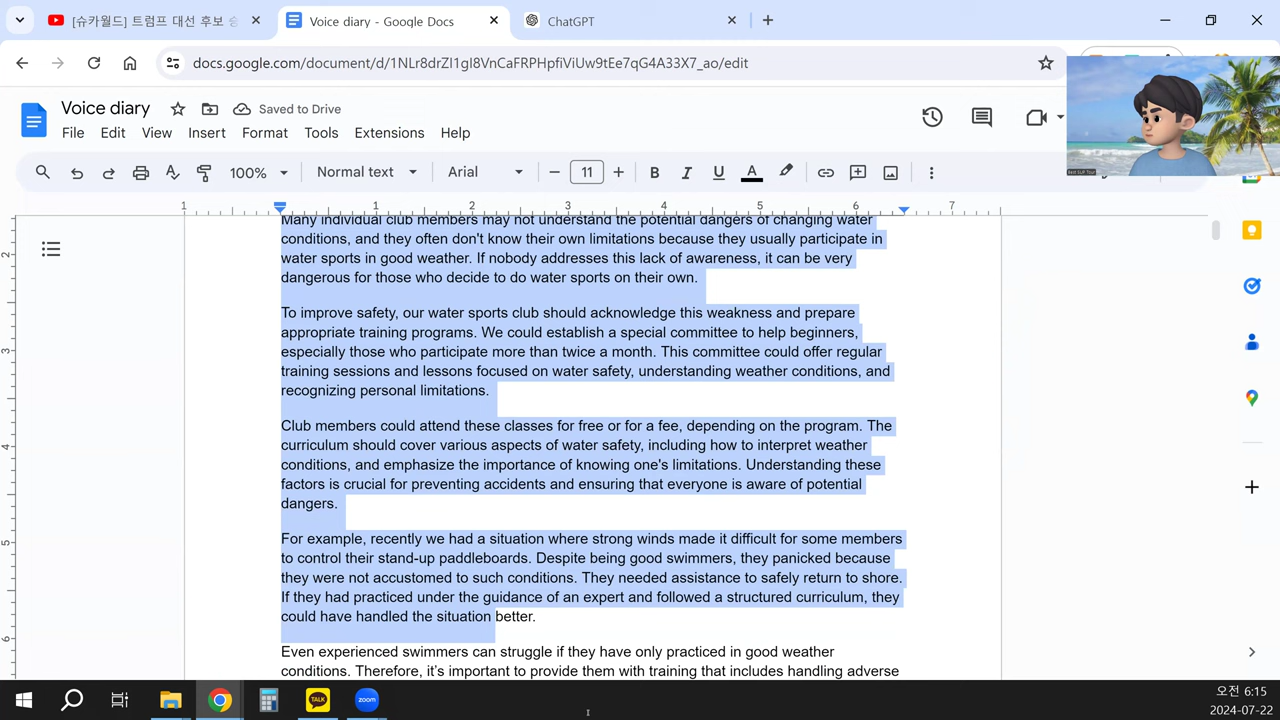 [슈카월드] 트럼프 대선 후보
Voice diary - Google Docs
ChatGPT
docs.google.com/document/d/1NLr8drZI1gi8VnCaFRPHpfiViUw9tEe7qG4A33X7_ao/edit
Voice diary
Saved to Drive
File Edit View Insert Format Tools Extensions Help
100% Normal text Arial 11 B I U A
1 1 2 3 4 5 6 7
Many individual club members may not understand the potential dangers of changing water
conditions, and they often don't know their own limitations because they usually participate in
water sports in good weather. If nobody addresses this lack of awareness, it can be very
dangerous for those who decide to do water sports on their own.
To improve safety, our water sports club should acknowledge this weakness and prepare
appropriate training programs. We could establish a special committee to help beginners,
especially those who participate more than twice a month. This committee could offer regular
training sessions and lessons focused on water safety, understanding weather conditions, and
recognizing personal limitations.
Club members could attend these classes for free or for a fee, depending on the program. The
curriculum should cover various aspects of water safety, including how to interpret weather
conditions, and emphasize the importance of knowing one's limitations. Understanding these
factors is crucial for preventing accidents and ensuring that everyone is aware of potential
dangers.
For example, recently we had a situation where strong winds made it difficult for some members
to control their stand-up paddleboards. Despite being good swimmers, they panicked because
they were not accustomed to such conditions. They needed assistance to safely return to shore.
If they had practiced under the guidance of an expert and followed a structured curriculum, they
could have handled the situation better.
Even experienced swimmers can struggle if they have only practiced in good weather
conditions. Therefore, it's important to provide them with training that includes handling adverse
2
3
4
5
6
TALK
zoom
오전 6:15
2024-07-22